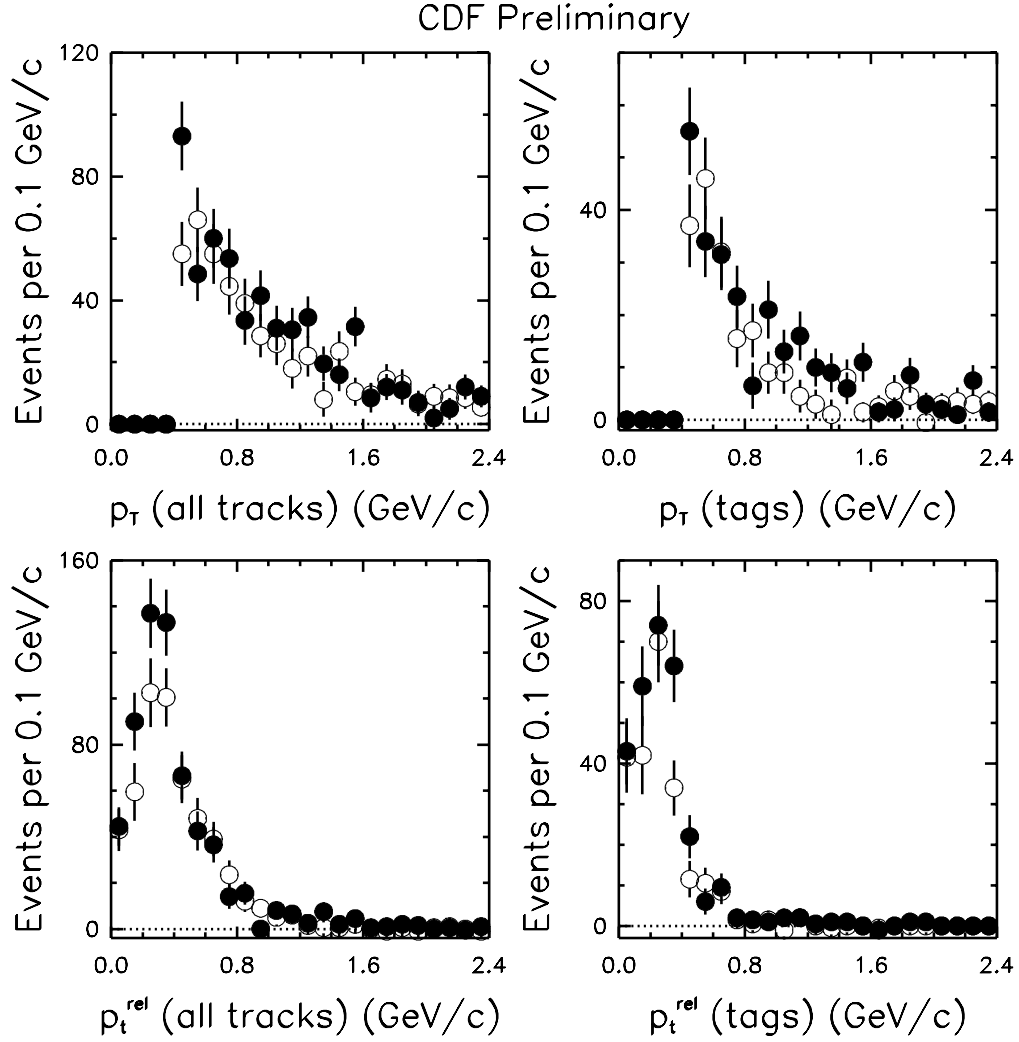 CDF Preliminary
Events per 0.1 GeV/c
120
80
40
0
0.0 0.8 1.6 2.4
p_T (all tracks) (GeV/c)
Events per 0.1 GeV/c
40
0
0.0 0.8 1.6 2.4
p_T (tags) (GeV/c)
Events per 0.1 GeV/c
160
80
0
0.0 0.8 1.6 2.4
p_t^rel (all tracks) (GeV/c)
Events per 0.1 GeV/c
80
40
0
0.0 0.8 1.6 2.4
p_t^rel (tags) (GeV/c)